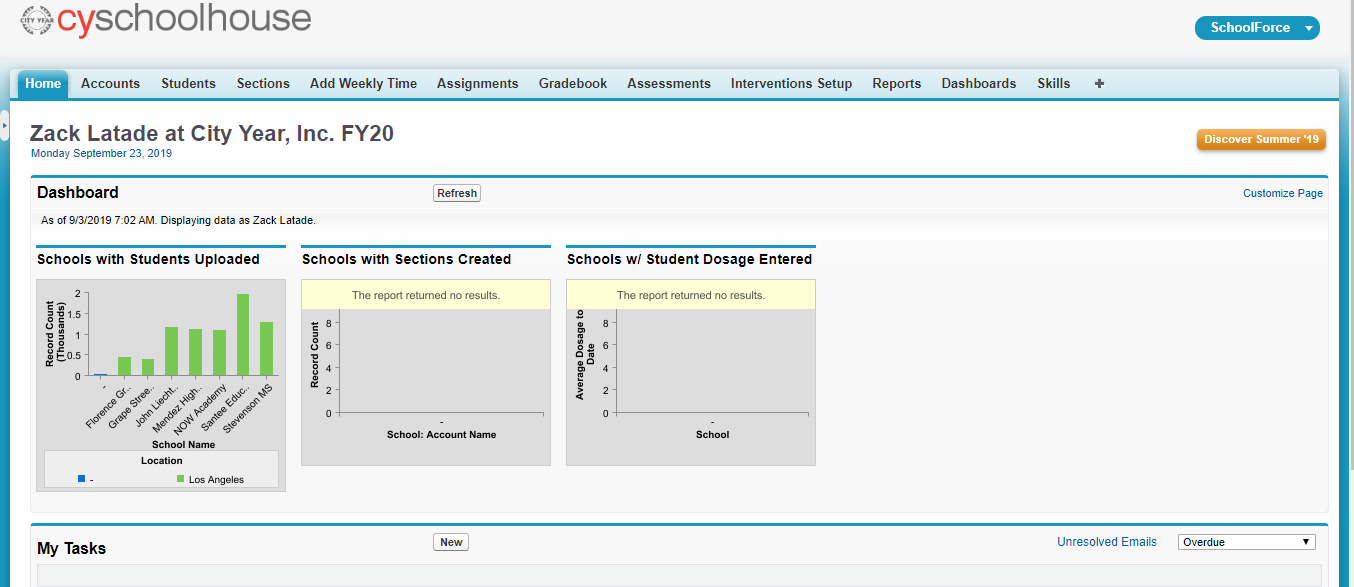 CITY YEAR
cyschoolhouse
SchoolForce
Home Accounts Students Sections Add Weekly Time Assignments Gradebook Assessments Interventions Setup Reports Dashboards Skills +
Zack Latade at City Year, Inc. FY20
Monday September 23, 2019
Discover Summer '19
Dashboard Refresh Customize Page
As of 9/3/2019 7:02 AM. Displaying data as Zack Latade.
Schools with Students Uploaded
Record Count
(Thousands)
2
1.5
1
0.5
0
-
Florence Gr..
Grape Stree..
John Liecht..
Mendez High..
NOW Academy
Santee Educ..
Stevenson MS
School Name
Location
-
Los Angeles
Schools with Sections Created
The report returned no results.
Record Count
8
6
4
2
0
-
School: Account Name
Schools w/ Student Dosage Entered
The report returned no results.
Average Dosage to
Date
8
6
4
2
0
-
School
My Tasks New Unresolved Emails Overdue